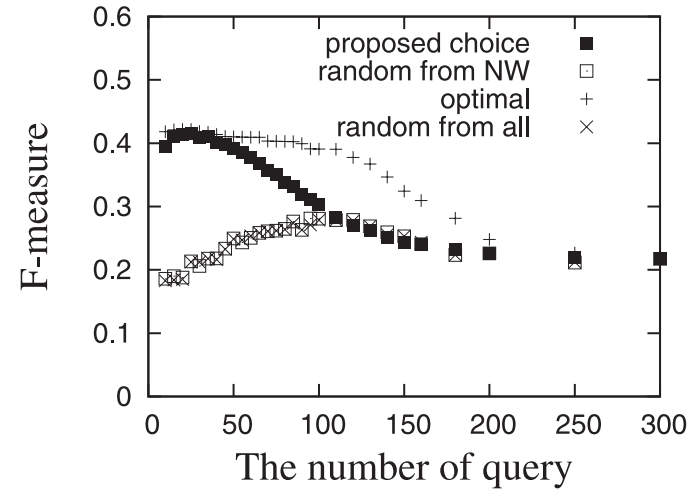 0.6
proposed choice
random from NW
0.5
optimal
random from all
0.4
F-measure
0.3
0.2
0.1
0
0 50 100 150 200 250 300
The number of query